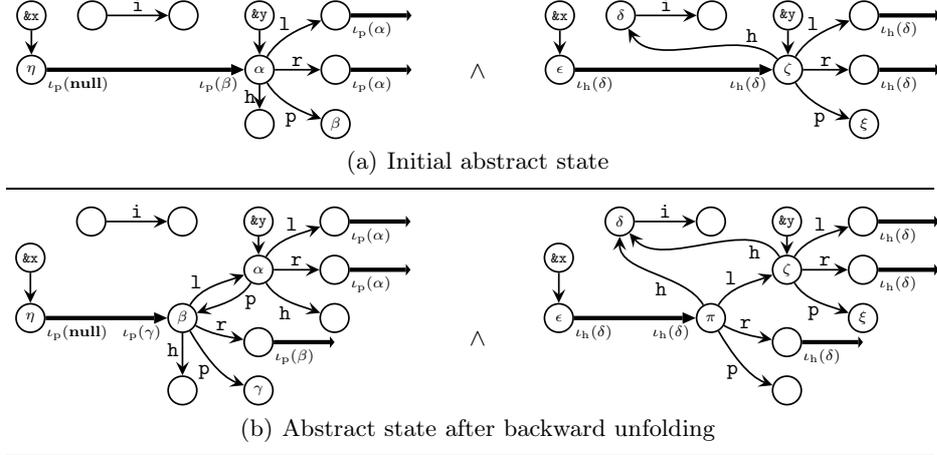 &x i &y l ιp(α) &x δ i &y l ιh(δ)
h
η ιp(null) ιp(β) α r ιp(α) ∧ ϵ ιh(δ) ιh(δ) ζ r ιh(δ)
h p β p ξ
(a) Initial abstract state
i &y l ιp(α) δ i &y l ιh(δ)
&x l α r ιp(α) &x h l ζ r ιh(δ)
p h h p ξ
η ιp(null) ιp(γ) β r ιp(β) ∧ ϵ ιh(δ) ιh(δ) π r ιh(δ)
h p γ p
(b) Abstract state after backward unfolding